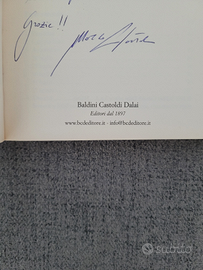 Grazie !!
Baldini Castoldi Dalai
Editori dal 1897
www.bcdeditore.it - info@bcdeditore.it
subito